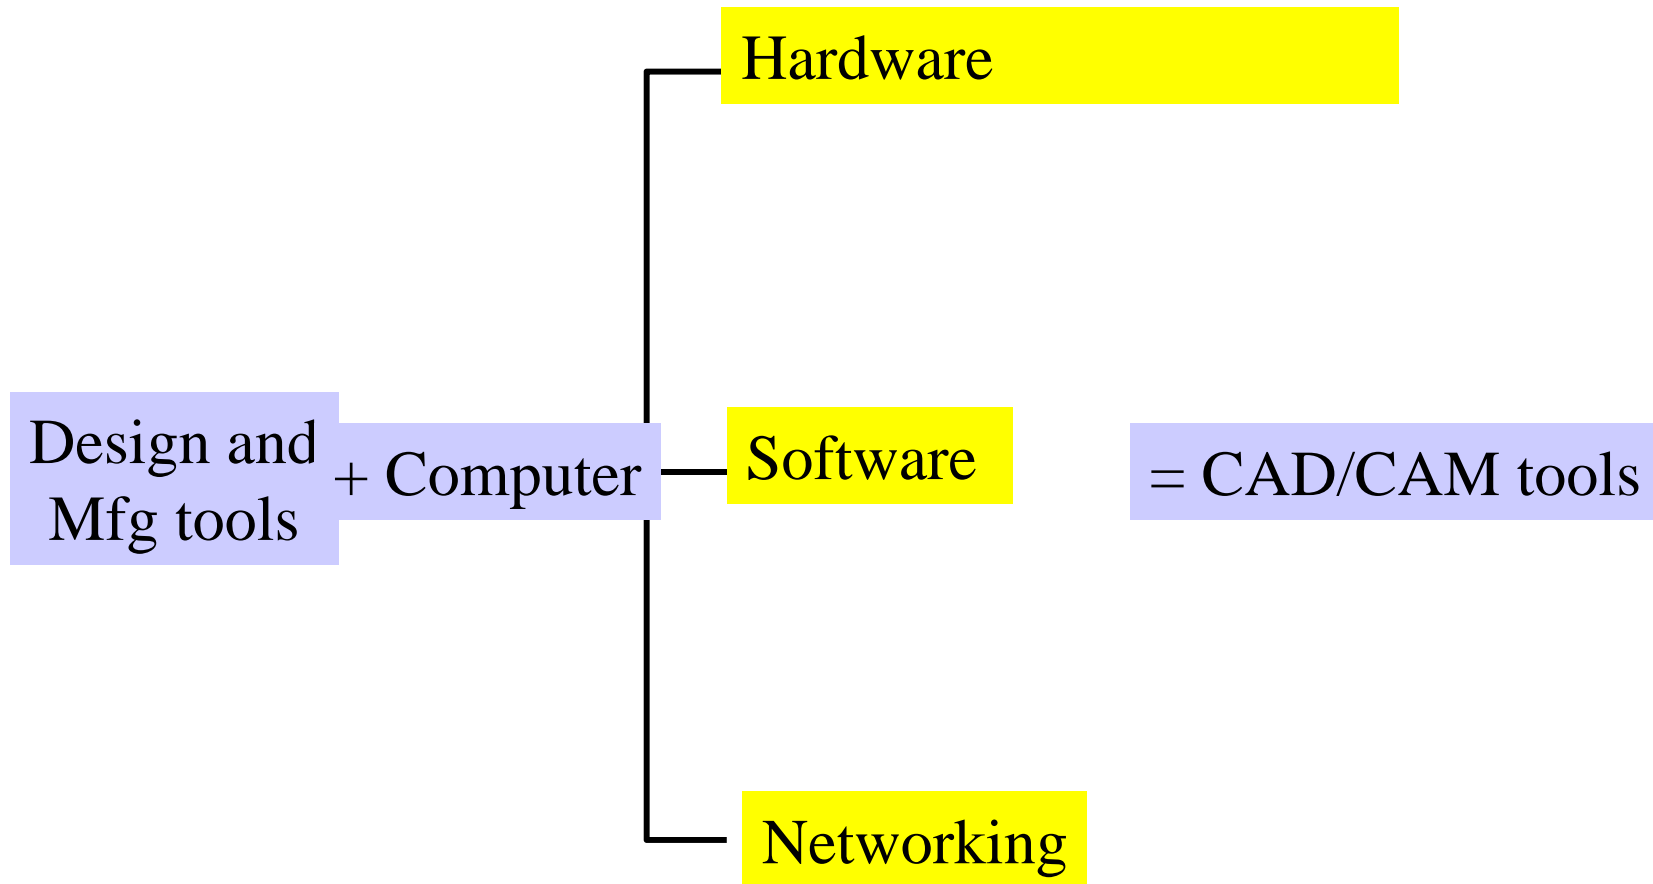 Hardware
Design and
Mfg tools
+ Computer
Software
= CAD/CAM tools
Networking